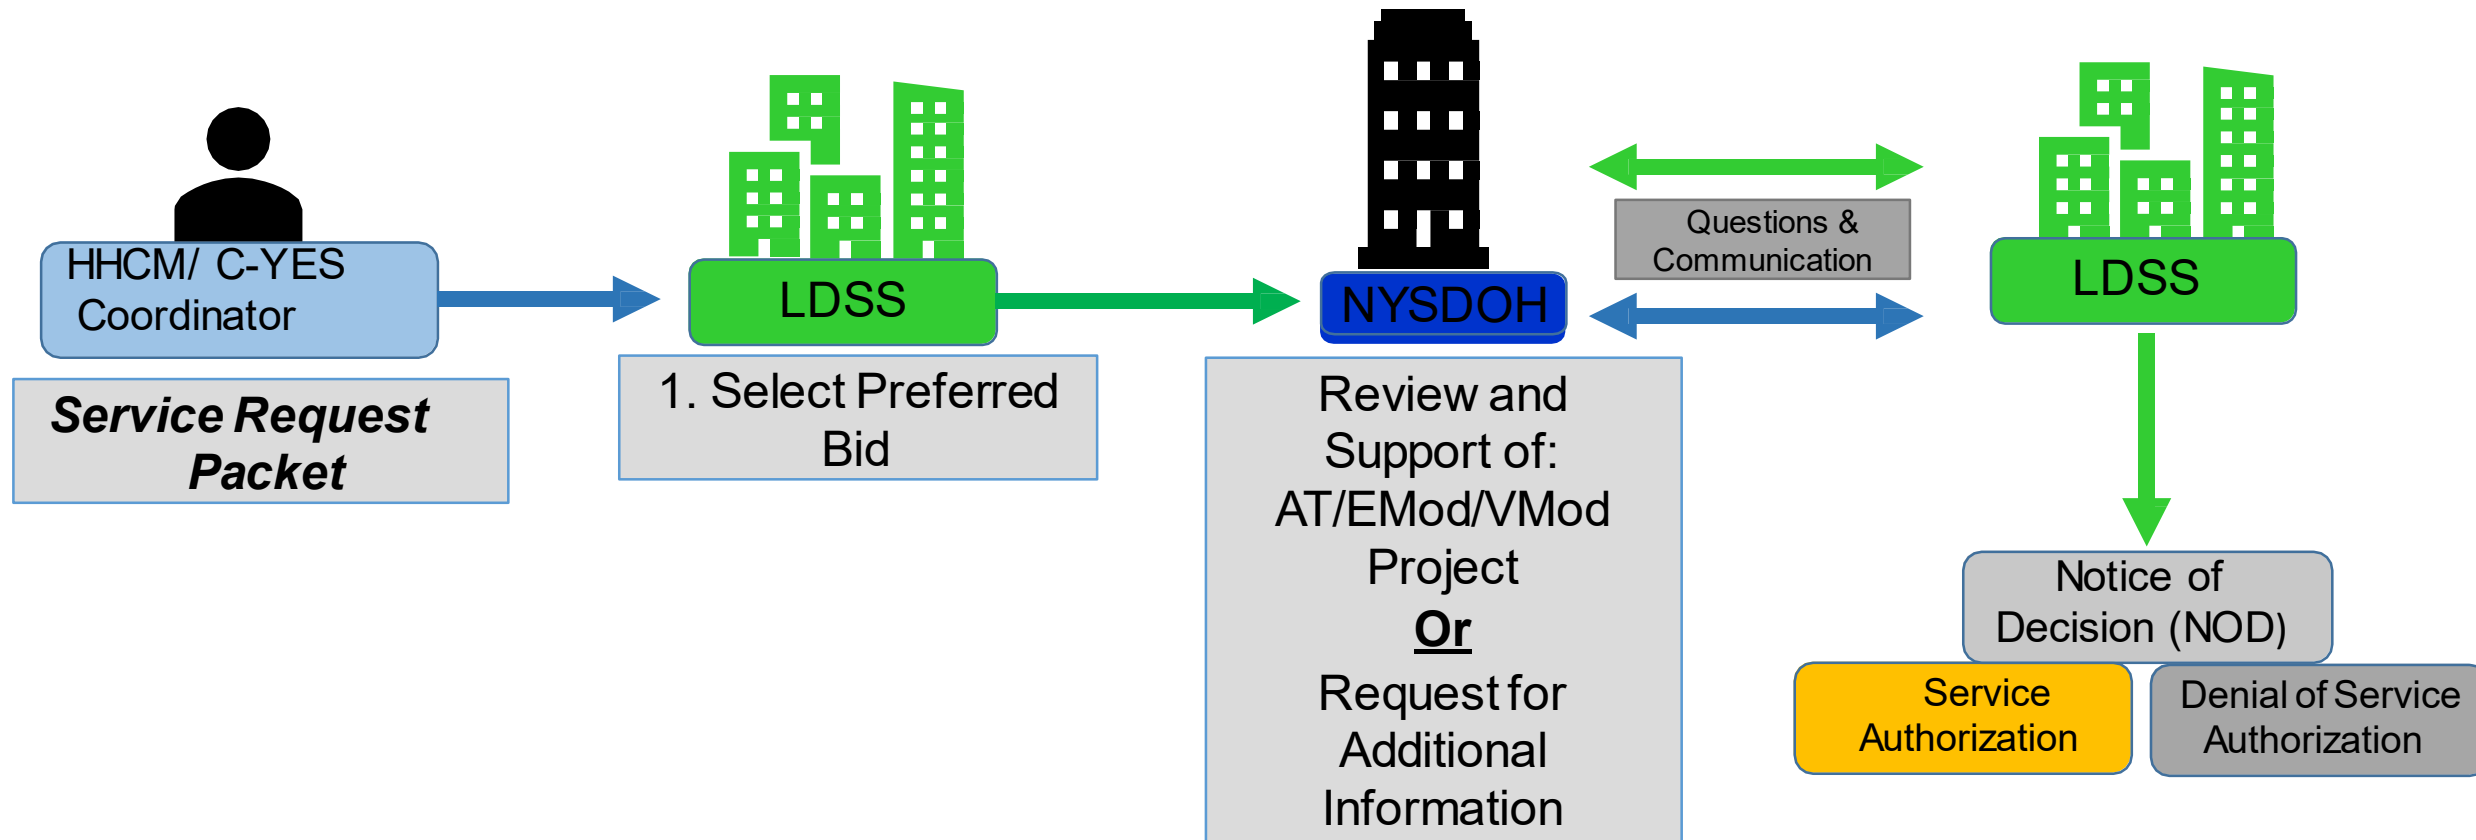 HHCM/ C-YES
Coordinator
Service Request
Packet
LDSS
1. Select Preferred
Bid
NYSDOH
Review and
Support of:
AT/EMod/VMod
Project
Or
Request for
Additional
Information
Questions &
Communication
LDSS
Notice of
Decision (NOD)
Service
Authorization
Denial of Service
Authorization